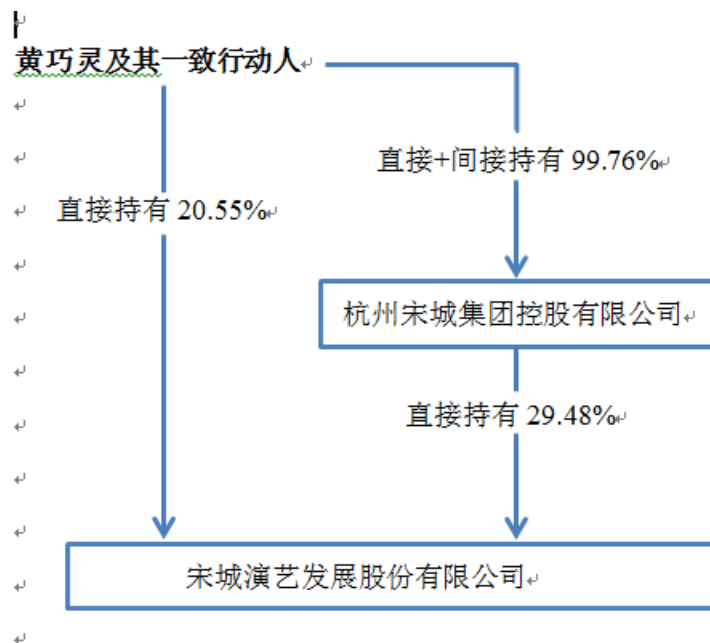 黄巧灵及其一致行动人
直接+间接持有 99.76%
直接持有 20.55%
杭州宋城集团控股有限公司
直接持有 29.48%
宋城演艺发展股份有限公司